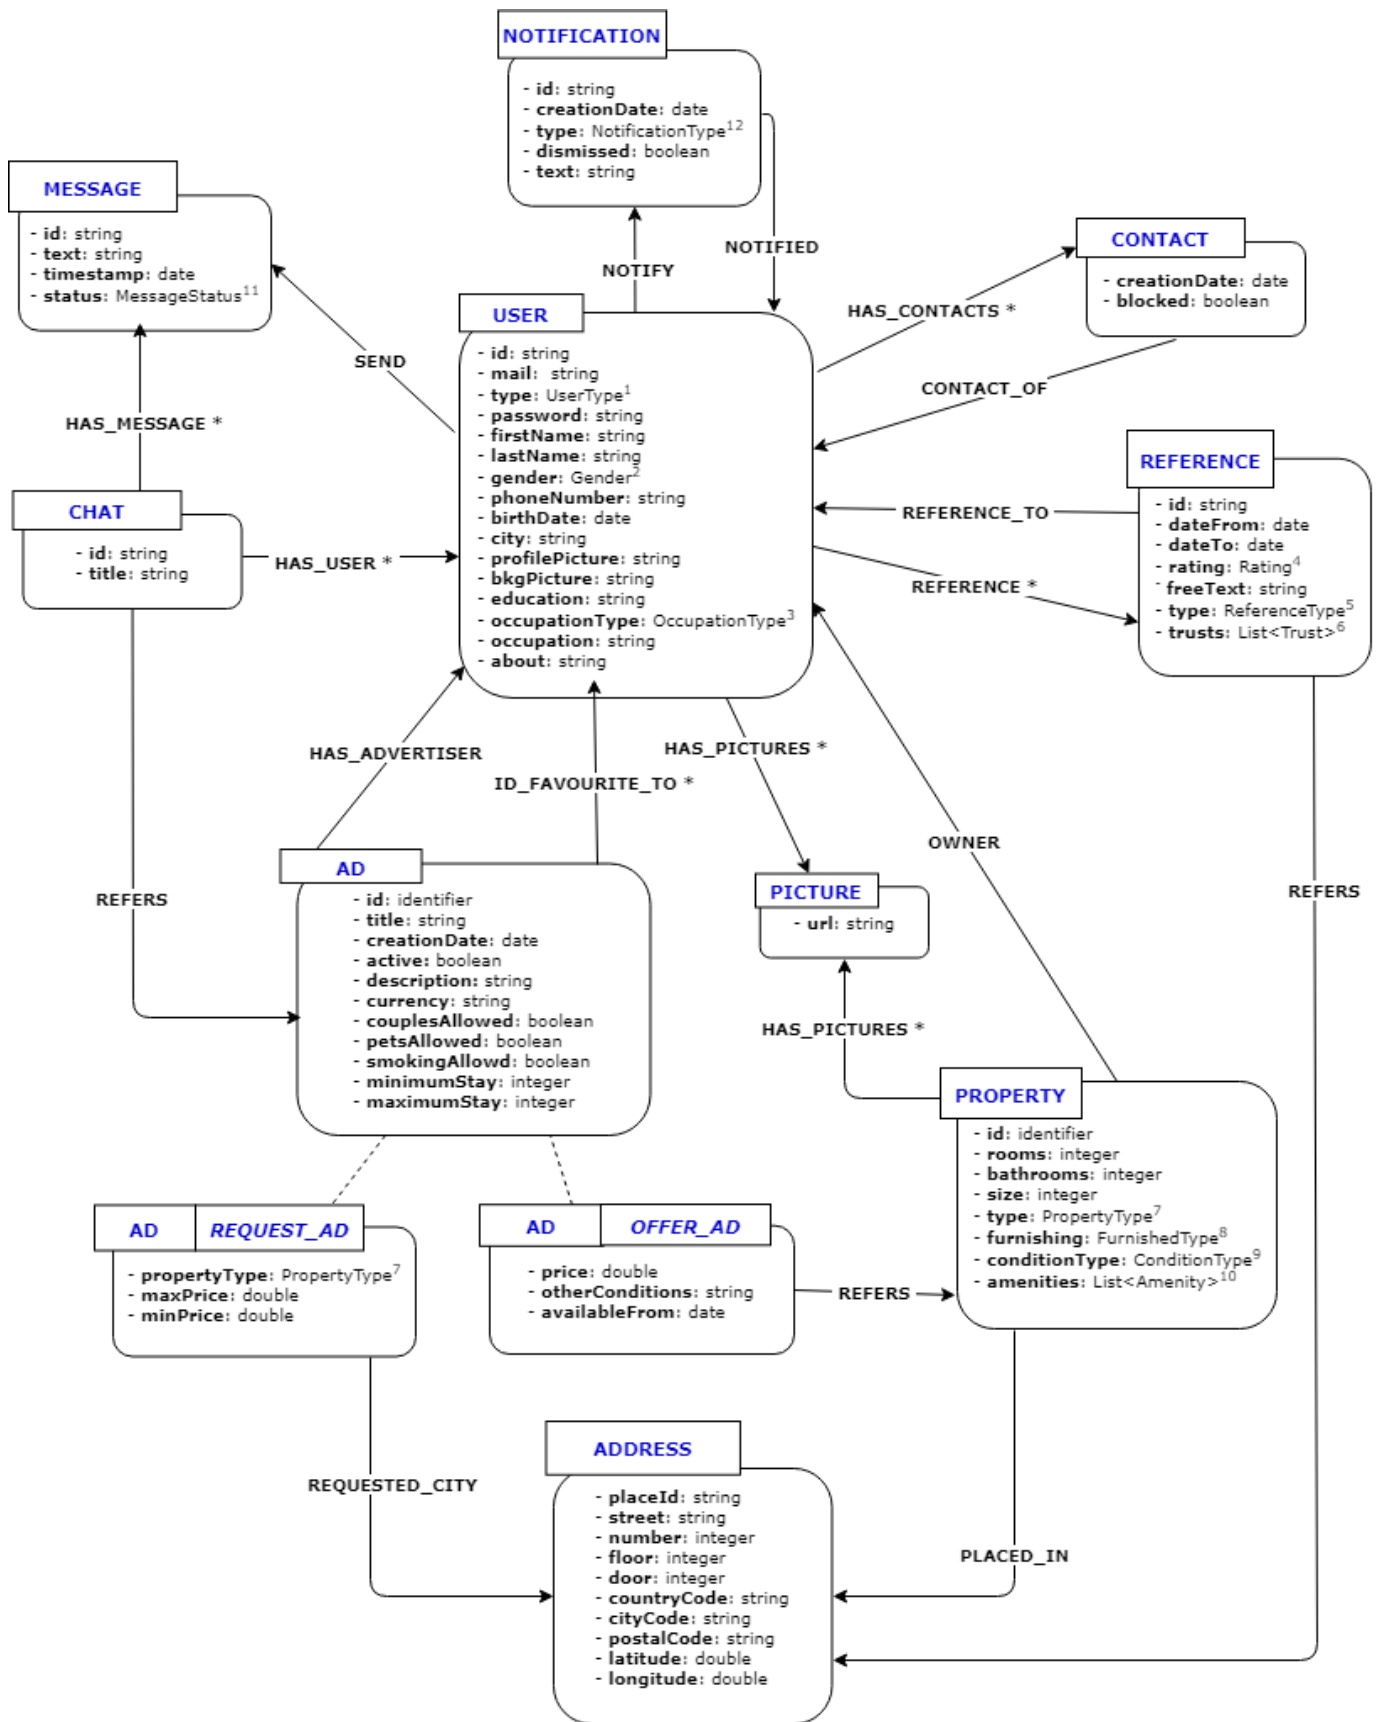 NOTIFICATION
- id: string
- creationDate: date
- type: NotificationType12
- dismissed: boolean
- text: string
MESSAGE
- id: string
- text: string
- timestamp: date
- status: MessageStatus11
NOTIFY
NOTIFIED
CONTACT
- creationDate: date
- blocked: boolean
HAS_CONTACTS *
CONTACT_OF
SEND
HAS_MESSAGE *
USER
- id: string
- mail: string
- type: UserType1
- password: string
- firstName: string
- lastName: string
- gender: Gender2
- phoneNumber: string
- birthDate: date
- city: string
- profilePicture: string
- bkgPicture: string
- education: string
- occupationType: OccupationType3
- occupation: string
- about: string
CHAT
- id: string
- title: string
HAS_USER *
REFERENCE_TO
REFERENCE *
REFERENCE
- id: string
- dateFrom: date
- dateTo: date
- rating: Rating4
- freeText: string
- type: ReferenceType5
- trusts: List<Trust>6
HAS_ADVERTISER
ID_FAVOURITE_TO *
HAS_PICTURES *
OWNER
REFERS
REFERS
AD
- id: identifier
- title: string
- creationDate: date
- active: boolean
- description: string
- currency: string
- couplesAllowed: boolean
- petsAllowed: boolean
- smokingAllowd: boolean
- minimumStay: integer
- maximumStay: integer
PICTURE
- url: string
HAS_PICTURES *
PROPERTY
- id: identifier
- rooms: integer
- bathrooms: integer
- size: integer
- type: PropertyType7
- furnishing: FurnishedType8
- conditionType: ConditionType9
- amenities: List<Amenity>10
AD REQUEST_AD
- propertyType: PropertyType7
- maxPrice: double
- minPrice: double
AD OFFER_AD
- price: double
- otherConditions: string
- availableFrom: date
REFERS
REQUESTED_CITY
PLACED_IN
ADDRESS
- placeId: string
- street: string
- number: integer
- floor: integer
- door: integer
- countryCode: string
- cityCode: string
- postalCode: string
- latitude: double
- longitude: double